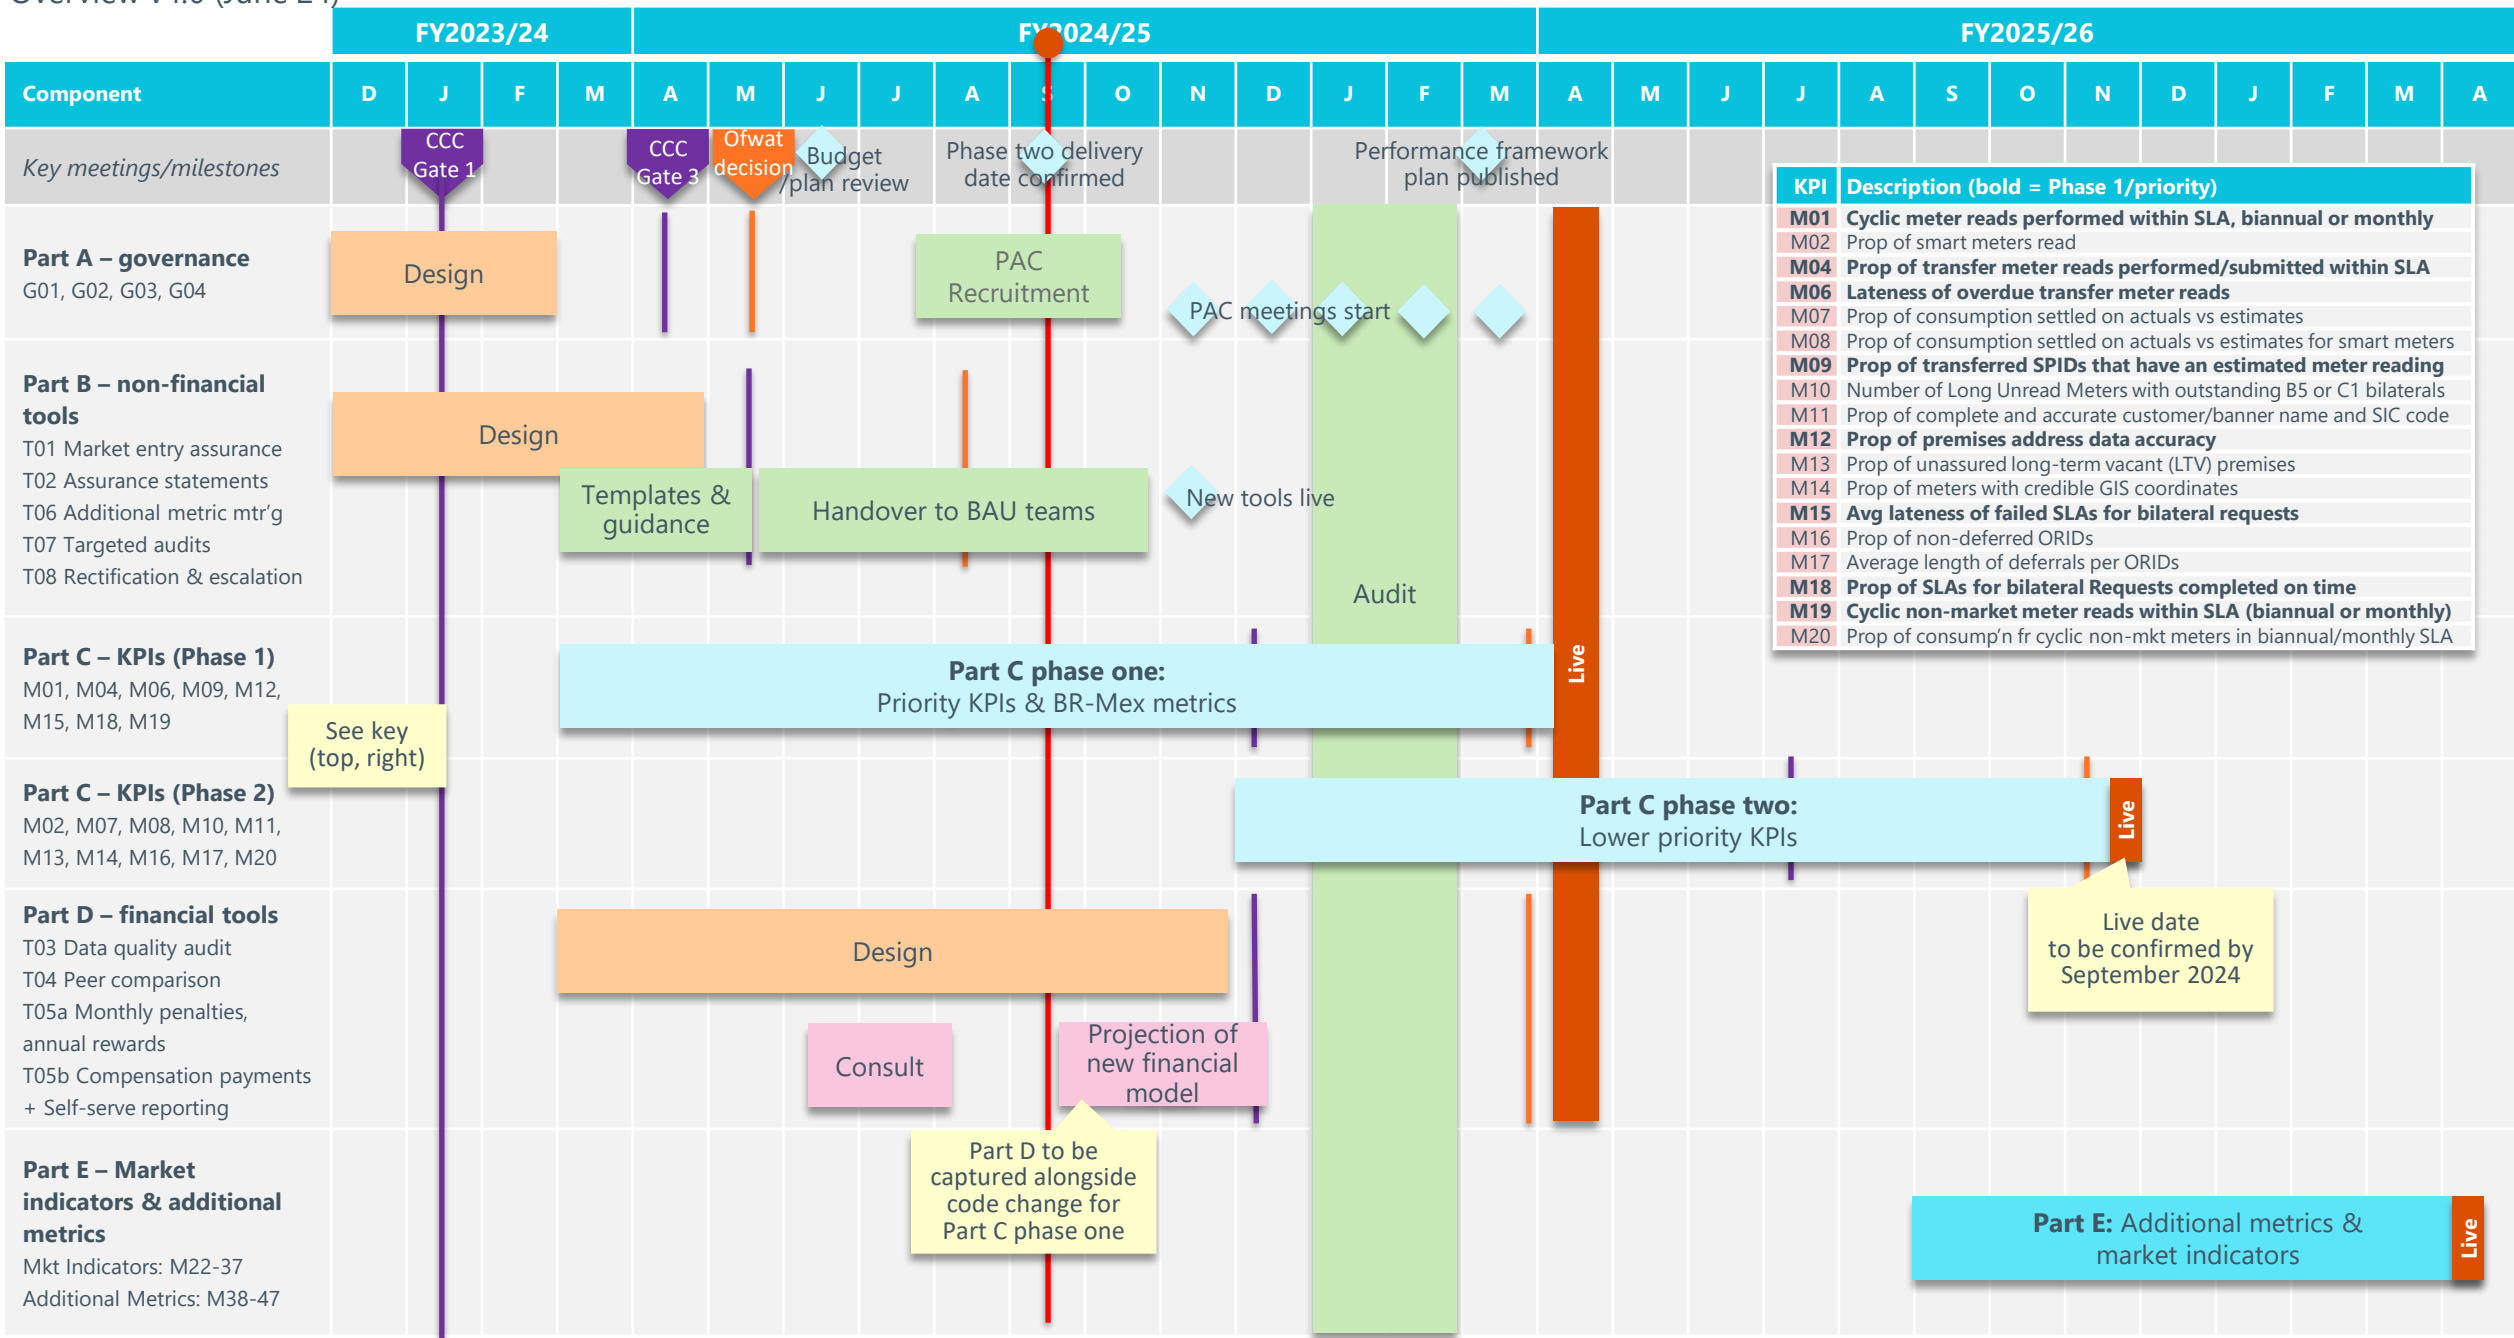 Overview v4.0 (June 24)
FY2023/24
FY2024/25
FY2025/26
Component
D J F M A M J J A S O N D J F M A M J J A S O N D J F M A
Key meetings/milestones
CCC
Gate 1
CCC
Gate 3
Ofwat
decision
Budget
/plan review
Phase two delivery
date confirmed
Performance framework
plan published
KPI Description (bold = Phase 1/priority)
M01 Cyclic meter reads performed within SLA, biannual or monthly
M02 Prop of smart meters read
M04 Prop of transfer meter reads performed/submitted within SLA
M06 Lateness of overdue transfer meter reads
M07 Prop of consumption settled on actuals vs estimates
M08 Prop of consumption settled on actuals vs estimates for smart meters
M09 Prop of transferred SPIDs that have an estimated meter reading
M10 Number of Long Unread Meters with outstanding B5 or C1 bilaterals
M11 Prop of complete and accurate customer/banner name and SIC code
M12 Prop of premises address data accuracy
M13 Prop of unassured long-term vacant (LTV) premises
M14 Prop of meters with credible GIS coordinates
M15 Avg lateness of failed SLAs for bilateral requests
M16 Prop of non-deferred ORIDs
M17 Average length of deferrals per ORIDs
M18 Prop of SLAs for bilateral Requests completed on time
M19 Cyclic non-market meter reads within SLA (biannual or monthly)
M20 Prop of consump'n fr cyclic non-mkt meters in biannual/monthly SLA
Part A – governance
G01, G02, G03, G04
Design
PAC
Recruitment
PAC meetings start
Part B – non-financial
tools
T01 Market entry assurance
T02 Assurance statements
T06 Additional metric mtr'g
T07 Targeted audits
T08 Rectification & escalation
Design
Templates &
guidance
Handover to BAU teams
New tools live
Audit
Live
Part C – KPIs (Phase 1)
M01, M04, M06, M09, M12,
M15, M18, M19
Part C phase one:
Priority KPIs & BR-Mex metrics
See key
(top, right)
Part C – KPIs (Phase 2)
M02, M07, M08, M10, M11,
M13, M14, M16, M17, M20
Part C phase two:
Lower priority KPIs
Live
Live date
to be confirmed by
September 2024
Part D – financial tools
T03 Data quality audit
T04 Peer comparison
T05a Monthly penalties,
annual rewards
T05b Compensation payments
+ Self-serve reporting
Design
Consult
Projection of
new financial
model
Part D to be
captured alongside
code change for
Part C phase one
Part E – Market
indicators & additional
metrics
Mkt Indicators: M22-37
Additional Metrics: M38-47
Part E: Additional metrics &
market indicators
Live